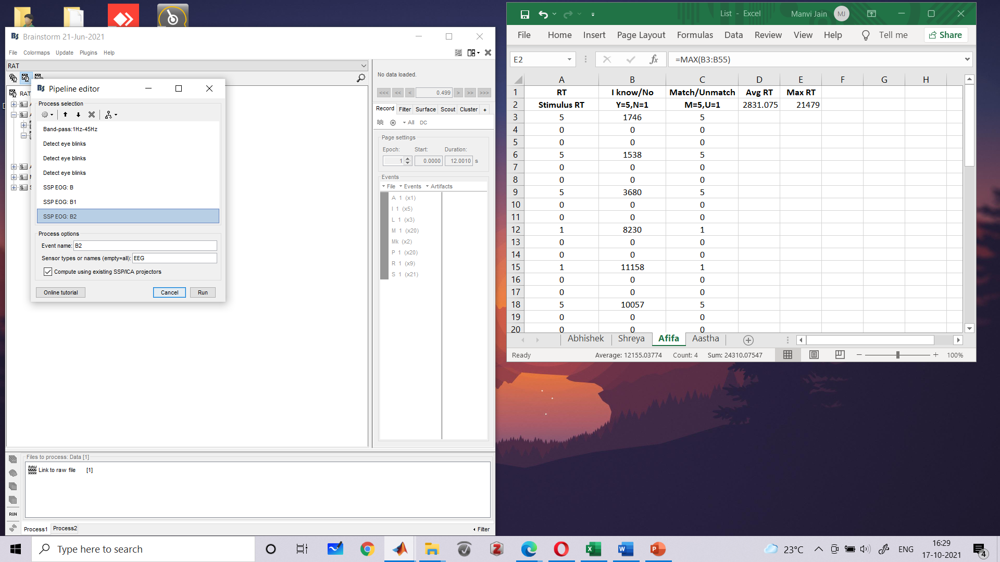 Brainstorm 21-Jun-2021
File Colormaps Update Plugins Help
RAT
RAT
Pipeline editor
Process selection
Band-pass:1Hz-45Hz
Detect eye blinks
Detect eye blinks
Detect eye blinks
SSP EOG: B
SSP EOG: B1
SSP EOG: B2
Process options
Event name: B2
Sensor types or names (empty=all): EEG
Compute using existing SSP/ICA projectors
Online tutorial Cancel Run
No data loaded.
<<< << < 0.499 > >> >>>
Record Filter Surface Scout Cluster +
All DC
Page settings
Epoch: Start: Duration:
1 0.0000 12.0010 s
Events
File Events Artifacts
A 1 (x1)
I 1 (x5)
L 1 (x3)
M 1 (x20)
Mk (x2)
P 1 (x20)
R 1 (x9)
S 1 (x21)
Files to process: Data [1]
RAW Link to raw file [1]
RUN
Process1 Process2 Filter
List - Excel Manvi Jain MJ
File Home Insert Page Layout Formulas Data Review View Help Tell me Share
E2 fx =MAX(B3:B55)
A B C D E F G H
1 RT I know/No Match/Unmatch Avg RT Max RT
2 Stimulus RT Y=5,N=1 M=5,U=1 2831.075 21479
3 5 1746 5
4 0 0 0
5 0 0 0
6 5 1538 5
7 0 0 0
8 0 0 0
9 5 3680 5
10 0 0 0
11 0 0 0
12 1 8230 1
13 0 0 0
14 0 0 0
15 1 11158 1
16 0 0 0
17 0 0 0
18 5 10057 5
19 0 0 0
20 0 0 0
Abhishek Shreya Afifa Aastha
Ready Average: 12155.03774 Count: 4 Sum: 24310.07547 100%
Type here to search
23°C ENG 16:29
17-10-2021
4